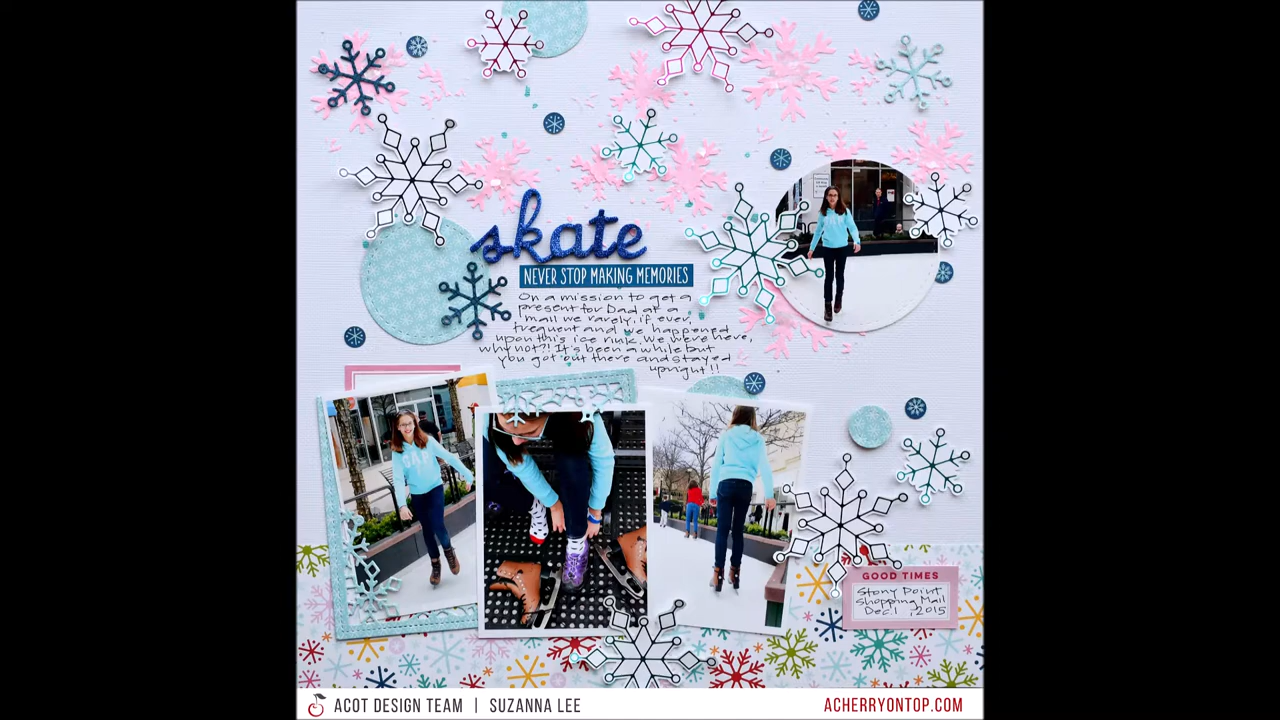 skate
NEVER STOP MAKING MEMORIES
On a mission to get a
present for Dad at a
mall we rarely, if ever,
frequent and we happened
upon this ice rink. We were here,
why not?! It's been a while but
you got out there and stayed
upright!!
GOOD TIMES
Stony Point
Shopping Mall
Dec. 1 , 2015
ACOT DESIGN TEAM | SUZANNA LEE
ACHERRYONTOP.COM